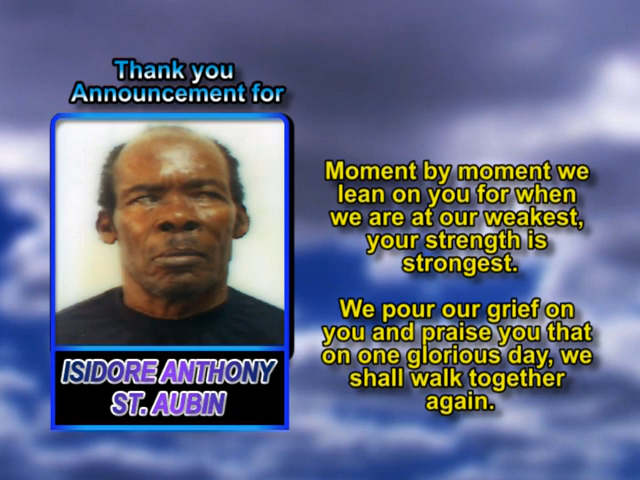 Thank you
Announcement for
ISIDORE ANTHONY
ST. AUBIN
Moment by moment we
lean on you for when
we are at our weakest,
your strength is
strongest.
We pour our grief on
you and praise you that
on one glorious day, we
shall walk together
again.